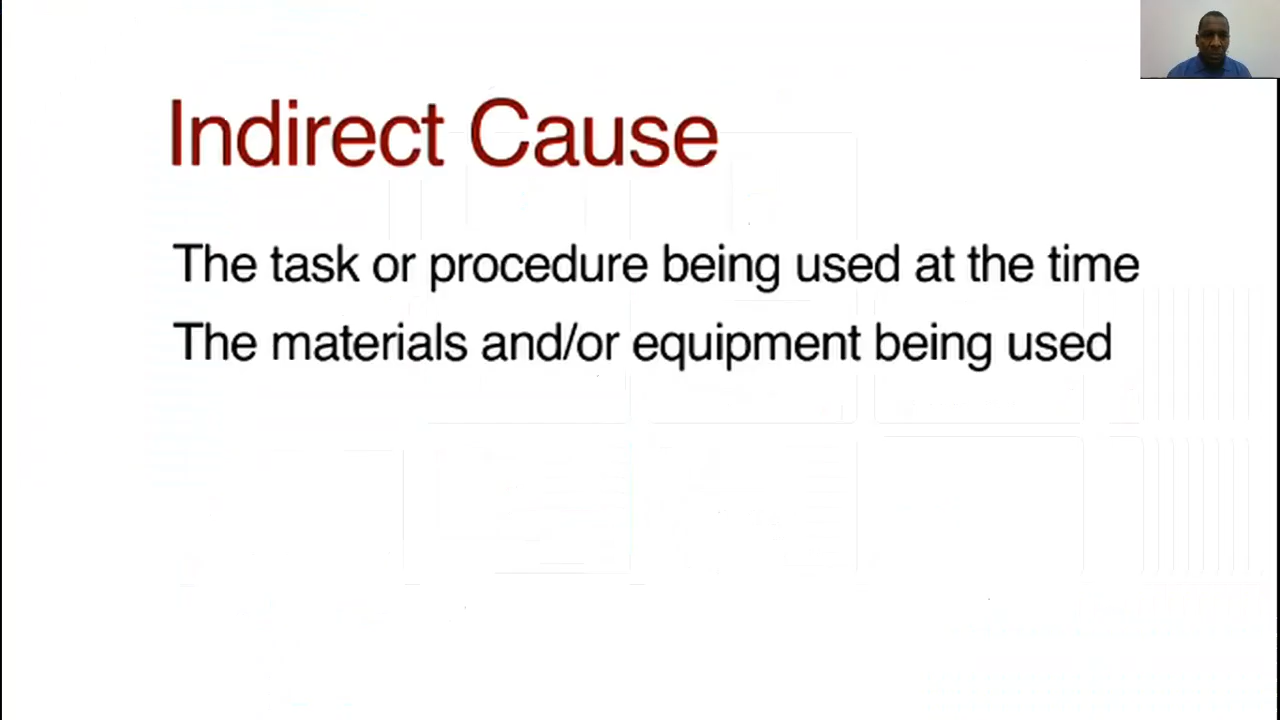 Indirect Cause
The task or procedure being used at the time
The materials and/or equipment being used